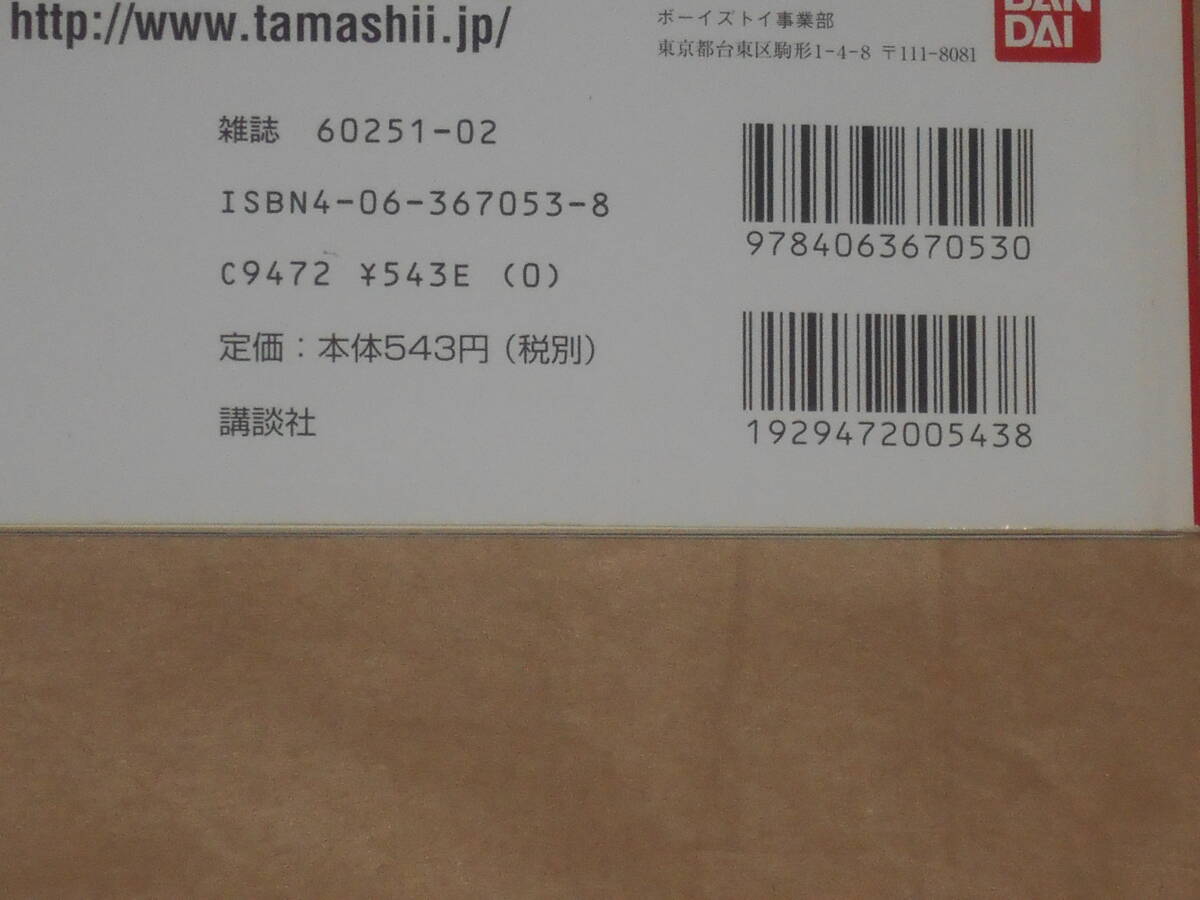 http://www.tamashii.jp/
ボーイズトイ事業部
東京都台東区駒形1-4-8 〒111-8081
BAN
DAI
雑誌 60251-02
ISBN4-06-367053-8
C9472 ¥543E (0)
定価：本体543円（税別）
講談社
9784063670530
1929472005438